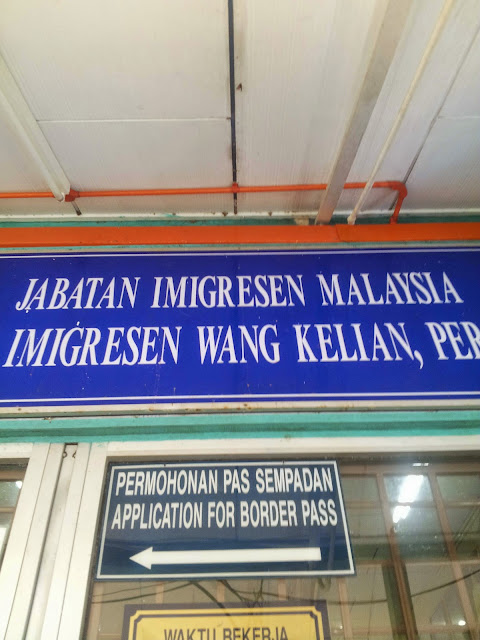 JABATAN IMIGRESEN MALAYSIA
IMIGRESEN WANG KELIAN, PER
PERMOHONAN PAS SEMPADAN
APPLICATION FOR BORDER PASS
WAKTU BEKERJA